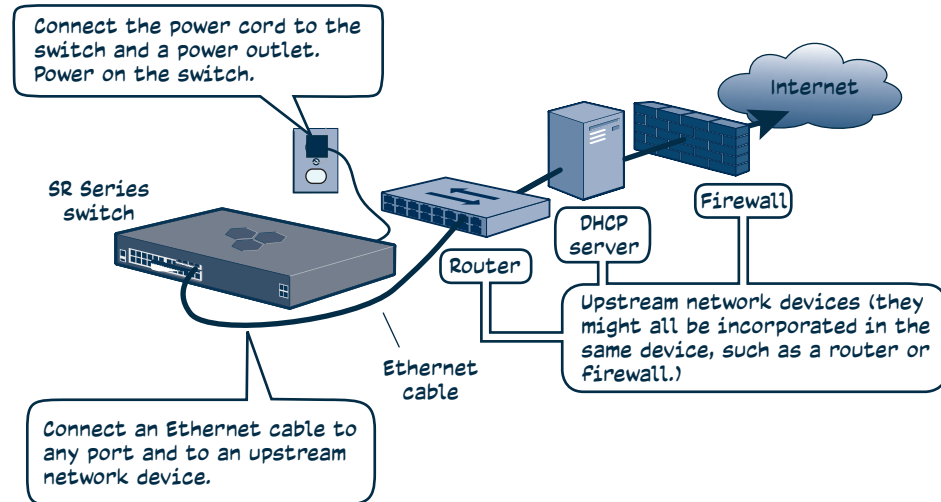 Connect the power cord to the
switch and a power outlet.
Power on the switch.
Internet
SR Series
switch
Firewall
DHCP
server
Router
Upstream network devices (they
might all be incorporated in the
same device, such as a router or
firewall.)
Ethernet
cable
Connect an Ethernet cable to
any port and to an upstream
network device.